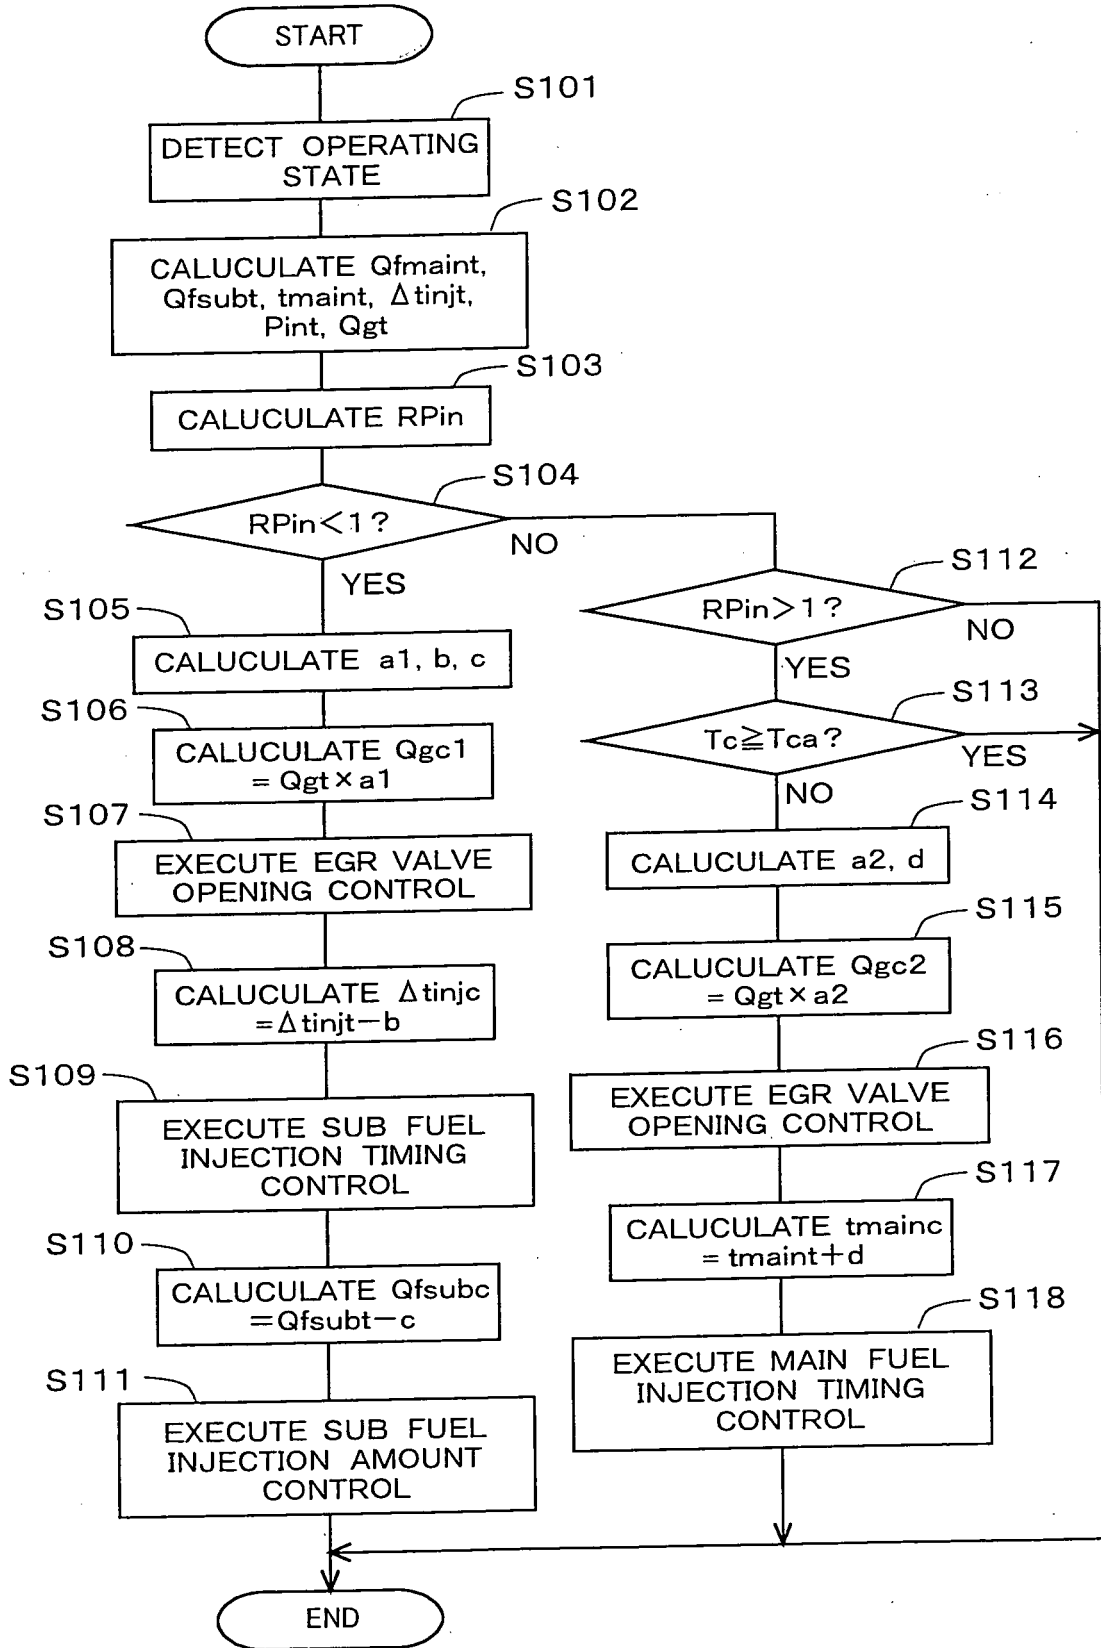 START
S101
DETECT OPERATING
STATE
S102
CALUCULATE Qfmaint,
Qfsubt, tmaint, Δtinjt,
Pint, Qgt
S103
CALUCULATE RPin
S104
RPin<1?
NO
YES
S105
CALUCULATE a1, b, c
S106
CALUCULATE Qgc1
= Qgt×a1
S107
EXECUTE EGR VALVE
OPENING CONTROL
S108
CALUCULATE Δtinjc
=Δtinjt−b
S109
EXECUTE SUB FUEL
INJECTION TIMING
CONTROL
S110
CALUCULATE Qfsubc
=Qfsubt−c
S111
EXECUTE SUB FUEL
INJECTION AMOUNT
CONTROL
S112
RPin>1?
NO
YES
S113
Tc≧Tca?
YES
NO
S114
CALUCULATE a2, d
S115
CALUCULATE Qgc2
= Qgt×a2
S116
EXECUTE EGR VALVE
OPENING CONTROL
S117
CALUCULATE tmainc
= tmaint+d
S118
EXECUTE MAIN FUEL
INJECTION TIMING
CONTROL
END